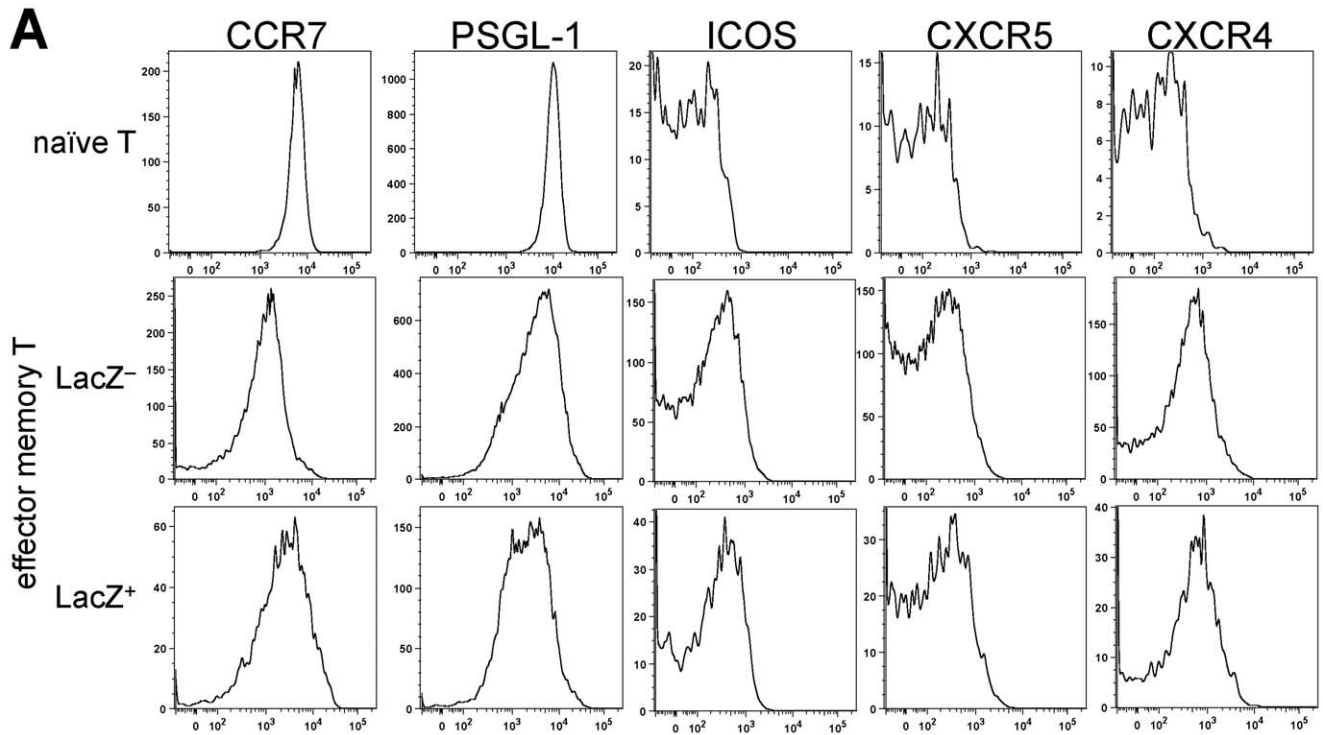 A
CCR7 PSGL-1 ICOS CXCR5 CXCR4
naïve T
200 150 100 50 0
1000 800 600 400 200 0
20 15 10 5 0
15 10 5 0
10 8 6 4 2 0
0 10² 10³ 10⁴ 10⁵
0 10² 10³ 10⁴ 10⁵
0 10² 10³ 10⁴ 10⁵
0 10² 10³ 10⁴ 10⁵
0 10² 10³ 10⁴ 10⁵
effector memory T
LacZ⁻
250 200 150 100 50 0
600 400 200 0
150 100 50 0
150 100 50 0
150 100 50 0
0 10² 10³ 10⁴ 10⁵
0 10² 10³ 10⁴ 10⁵
0 10² 10³ 10⁴ 10⁵
0 10² 10³ 10⁴ 10⁵
0 10² 10³ 10⁴ 10⁵
LacZ⁺
60 40 20 0
150 100 50 0
40 30 20 10 0
30 20 10 0
40 30 20 10 0
0 10² 10³ 10⁴ 10⁵
0 10² 10³ 10⁴ 10⁵
0 10² 10³ 10⁴ 10⁵
0 10² 10³ 10⁴ 10⁵
0 10² 10³ 10⁴ 10⁵